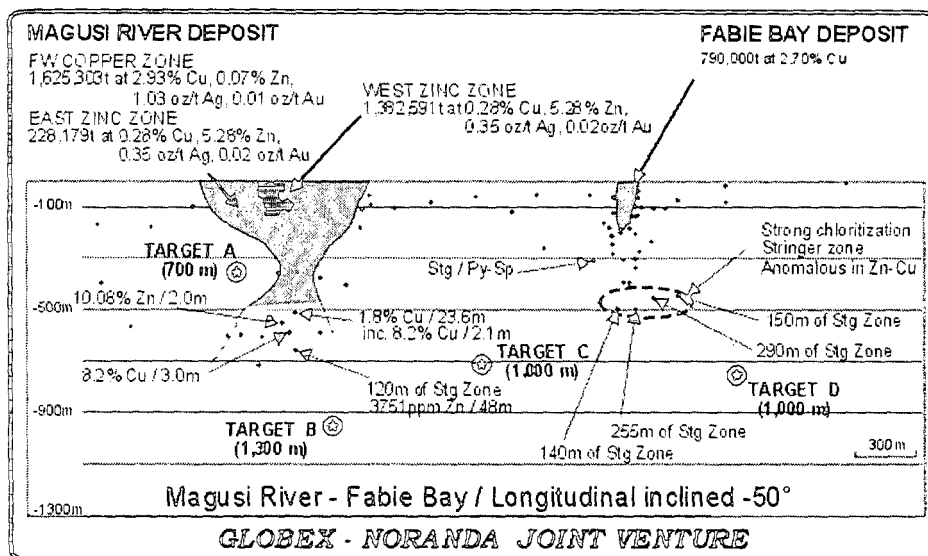 MAGUSI RIVER DEPOSIT
FW COPPER ZONE
1,625,303t at 2.93% Cu, 0.07% Zn,
1.03 oz/t Ag, 0.01 oz/t Au
EAST ZINC ZONE
228,179t at 0.28% Cu, 5.28% Zn,
0.35 oz/t Ag, 0.02 oz/t Au
WEST ZINC ZONE
1,382,591t at 0.28% Cu, 5.28% Zn,
0.35 oz/t Ag, 0.02oz/t Au
FABIE BAY DEPOSIT
790,000t at 2.70% Cu
-100m
TARGET A
(700 m)
Stg / Py-Sp
Strong chloritization
Stringer zone
Anomalous in Zn-Cu
10.08% Zn / 2.0m
-500m
1.8% Cu / 23.6m
inc. 8.2% Cu / 2.1m
150m of Stg Zone
290m of Stg Zone
8.2% Cu / 3.0m
TARGET C
(1,000 m)
120m of Stg Zone
3751ppm Zn / 48m
TARGET D
(1,000 m)
-900m
TARGET B
(1,300 m)
255m of Stg Zone
140m of Stg Zone
300m
-1300m
Magusi River - Fabie Bay / Longitudinal inclined -50°
GLOBEX - NORANDA JOINT VENTURE